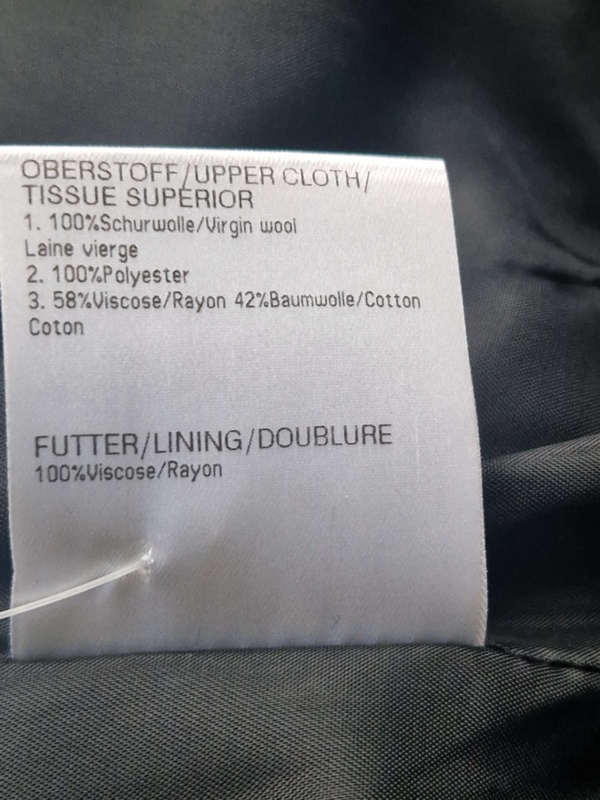 OBERSTOFF/UPPER CLOTH/
TISSUE SUPERIOR
1. 100%Schurwolle/Virgin wool
Laine vierge
2. 100%Polyester
3. 58%Viscose/Rayon 42%Baumwolle/Cotton
Coton
FUTTER/LINING/DOUBLURE
100%Viscose/Rayon